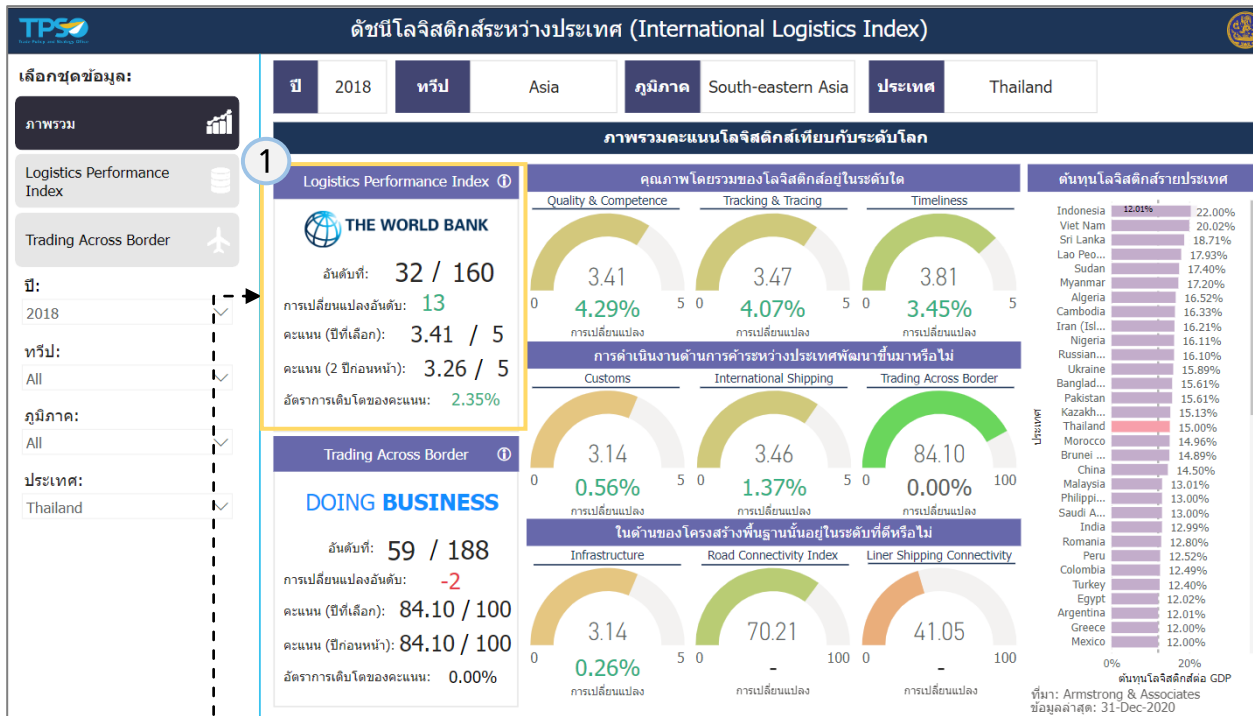 TPSO
ดัชนีโลจิสติกส์ระหว่างประเทศ (International Logistics Index)
เลือกชุดข้อมูล:
ภาพรวม
Logistics Performance
Index
Trading Across Border
ปี:
2018
ทวีป:
All
ภูมิภาค:
All
ประเทศ:
Thailand
ปี 2018 ทวีป Asia ภูมิภาค South-eastern Asia ประเทศ Thailand
ภาพรวมคะแนนโลจิสติกส์เทียบกับระดับโลก
1
Logistics Performance Index
THE WORLD BANK
อันดับที่: 32 / 160
การเปลี่ยนแปลงอันดับ: 13
คะแนน (ปีที่เลือก): 3.41 / 5
คะแนน (2 ปีก่อนหน้า): 3.26 / 5
อัตราการเติบโตของคะแนน: 2.35%
Trading Across Border
DOING BUSINESS
อันดับที่: 59 / 188
การเปลี่ยนแปลงอันดับ: -2
คะแนน (ปีที่เลือก): 84.10 / 100
คะแนน (ปีก่อนหน้า): 84.10 / 100
อัตราการเติบโตของคะแนน: 0.00%
คุณภาพโดยรวมของโลจิสติกส์อยู่ในระดับใด
Quality & Competence Tracking & Tracing Timeliness
3.41 3.47 3.81
0 5 0 5 0 5
4.29% 4.07% 3.45%
การเปลี่ยนแปลง การเปลี่ยนแปลง การเปลี่ยนแปลง
การดำเนินงานด้านการค้าระหว่างประเทศพัฒนาขึ้นมาหรือไม่
Customs International Shipping Trading Across Border
3.14 3.46 84.10
0 5 0 5 0 100
0.56% 1.37% 0.00%
การเปลี่ยนแปลง การเปลี่ยนแปลง การเปลี่ยนแปลง
ในด้านของโครงสร้างพื้นฐานนั้นอยู่ในระดับที่ดีหรือไม่
Infrastructure Road Connectivity Index Liner Shipping Connectivity
3.14 70.21 41.05
0 5 0 100 0 100
0.26% - -
การเปลี่ยนแปลง การเปลี่ยนแปลง การเปลี่ยนแปลง
ต้นทุนโลจิสติกส์รายประเทศ
Indonesia 12.01% 22.00%
Viet Nam 20.02%
Sri Lanka 18.71%
Lao Peo... 17.93%
Sudan 17.40%
Myanmar 17.20%
Algeria 16.52%
Cambodia 16.33%
Iran (Isl... 16.21%
Nigeria 16.11%
Russian... 16.10%
Ukraine 15.89%
Banglad... 15.61%
Pakistan 15.61%
Kazakh... 15.13%
Thailand 15.00%
Morocco 14.96%
Brunei ... 14.89%
China 14.50%
Malaysia 13.01%
Philippi... 13.00%
Saudi A... 13.00%
India 12.99%
Romania 12.80%
Peru 12.52%
Colombia 12.49%
Turkey 12.40%
Egypt 12.02%
Argentina 12.01%
Greece 12.00%
Mexico 12.00%
ประเทศ
0% 20%
ต้นทุนโลจิสติกส์ต่อ GDP
ที่มา: Armstrong & Associates
ข้อมูลล่าสุด: 31-Dec-2020